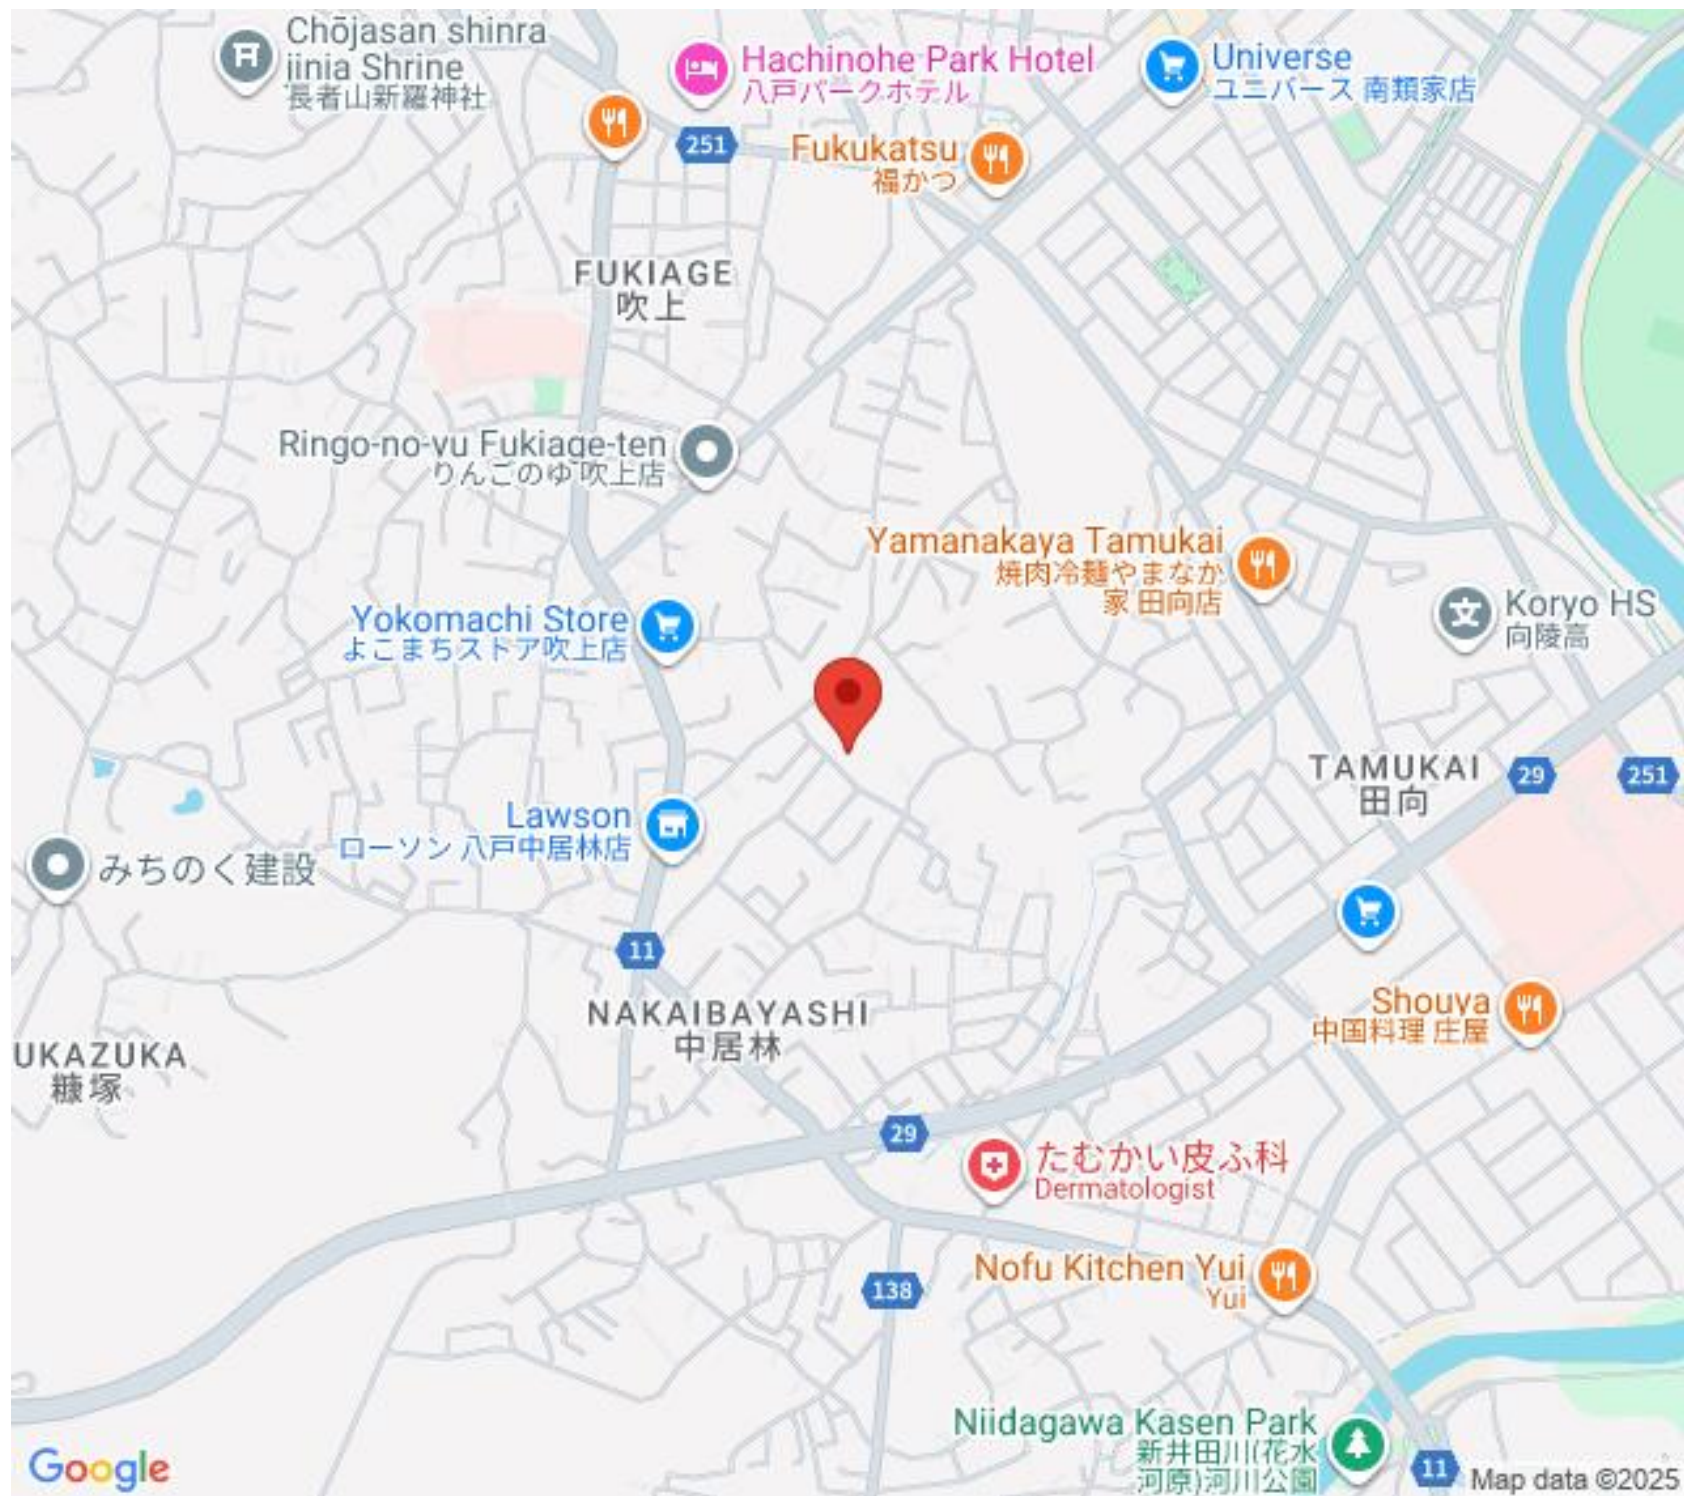 Chōjasan shinra
jinja Shrine
長者山新羅神社
Hachinohe Park Hotel
八戸パークホテル
Universe
ユニバース 南類家店
251
Fukukatsu
福かつ
FUKIAGE
吹上
Ringo-no-yu Fukiage-ten
りんごのゆ 吹上店
Yamanakaya Tamukai
焼肉冷麺やまなか
家 田向店
Koryo HS
向陵高
Yokomachi Store
よこまちストア吹上店
TAMUKAI
田向
29
251
Lawson
ローソン 八戸中居林店
みちのく建設
11
NAKAIBAYASHI
中居林
Shouya
中国料理 庄屋
UKAZUKA
糠塚
29
たむかい皮ふ科
Dermatologist
138
Nofu Kitchen Yui
Yui
Niidagawa Kasen Park
新井田川(花水
河原)河川公園
11
Google
Map data ©2025